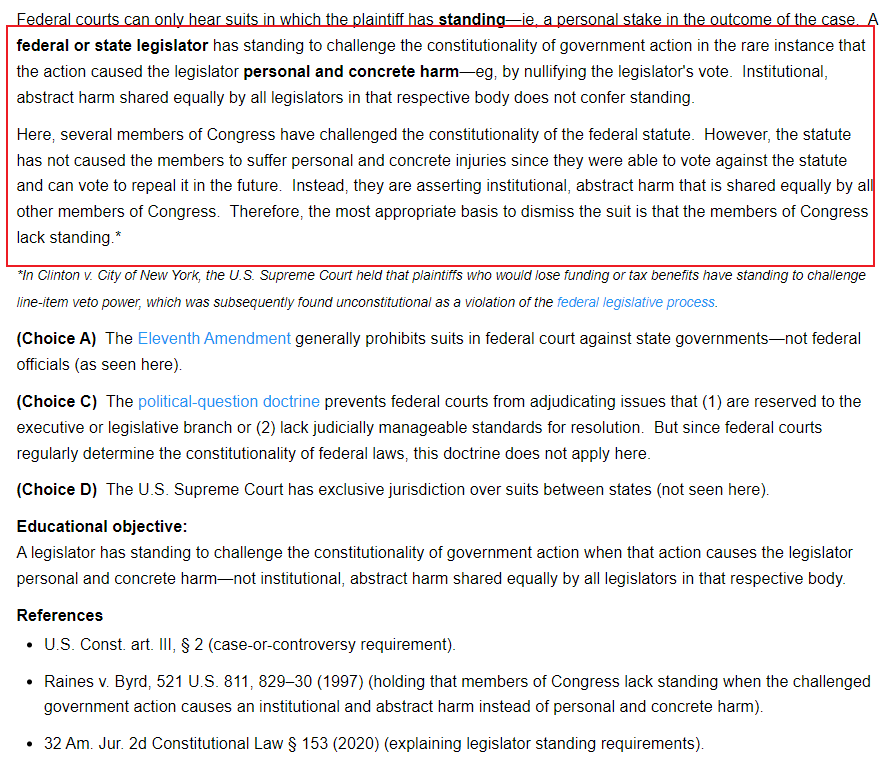 Federal courts can only hear suits in which the plaintiff has standing—ie, a personal stake in the outcome of the case.  A
federal or state legislator has standing to challenge the constitutionality of government action in the rare instance that
the action caused the legislator personal and concrete harm—eg, by nullifying the legislator's vote.  Institutional,
abstract harm shared equally by all legislators in that respective body does not confer standing.
Here, several members of Congress have challenged the constitutionality of the federal statute.  However, the statute
has not caused the members to suffer personal and concrete injuries since they were able to vote against the statute
and can vote to repeal it in the future.  Instead, they are asserting institutional, abstract harm that is shared equally by all
other members of Congress.  Therefore, the most appropriate basis to dismiss the suit is that the members of Congress
lack standing.*
*In Clinton v. City of New York, the U.S. Supreme Court held that plaintiffs who would lose funding or tax benefits have standing to challenge
line-item veto power, which was subsequently found unconstitutional as a violation of the federal legislative process.
(Choice A)  The Eleventh Amendment generally prohibits suits in federal court against state governments—not federal
officials (as seen here).
(Choice C)  The political-question doctrine prevents federal courts from adjudicating issues that (1) are reserved to the
executive or legislative branch or (2) lack judicially manageable standards for resolution.  But since federal courts
regularly determine the constitutionality of federal laws, this doctrine does not apply here.
(Choice D)  The U.S. Supreme Court has exclusive jurisdiction over suits between states (not seen here).
Educational objective:
A legislator has standing to challenge the constitutionality of government action when that action causes the legislator
personal and concrete harm—not institutional, abstract harm shared equally by all legislators in that respective body.
References
• U.S. Const. art. III, § 2 (case-or-controversy requirement).
• Raines v. Byrd, 521 U.S. 811, 829–30 (1997) (holding that members of Congress lack standing when the challenged
government action causes an institutional and abstract harm instead of personal and concrete harm).
• 32 Am. Jur. 2d Constitutional Law § 153 (2020) (explaining legislator standing requirements).